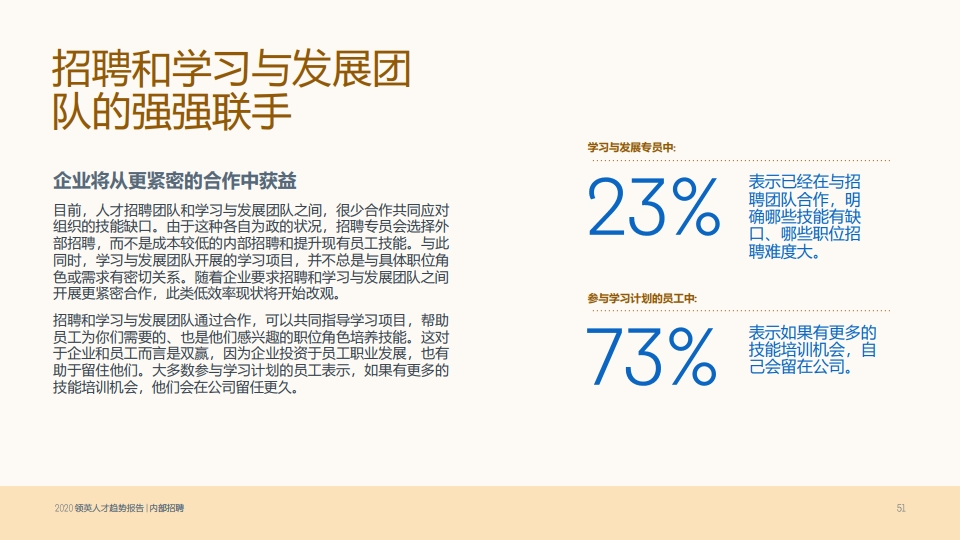 招聘和学习与发展团
队的强强联手
企业将从更紧密的合作中获益
目前，人才招聘团队和学习与发展团队之间，很少合作共同应对
组织的技能缺口。由于这种各自为政的状况，招聘专员会选择外
部招聘，而不是成本较低的内部招聘和提升现有员工技能。与此
同时，学习与发展团队开展的学习项目，并不总是与具体职位角
色或需求有密切关系。随着企业要求招聘和学习与发展团队之间
开展更紧密合作，此类低效率现状将开始改观。
招聘和学习与发展团队通过合作，可以共同指导学习项目，帮助
员工为你们需要的、也是他们感兴趣的职位角色培养技能。这对
于企业和员工而言是双赢，因为企业投资于员工职业发展，也有
助于留住他们。大多数参与学习计划的员工表示，如果有更多的
技能培训机会，他们会在公司留任更久。
学习与发展专员中:
23%
表示已经在与招
聘团队合作，明
确哪些技能有缺
口、哪些职位招
聘难度大。
参与学习计划的员工中:
73%
表示如果有更多的
技能培训机会，自
己会留在公司。
2020 领英人才趋势报告 | 内部招聘
51